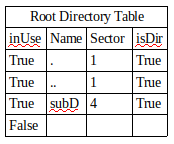 Root Directory Table
inUse Name Sector isDir
True . 1 True
True .. 1 True
True subD 4 True
False